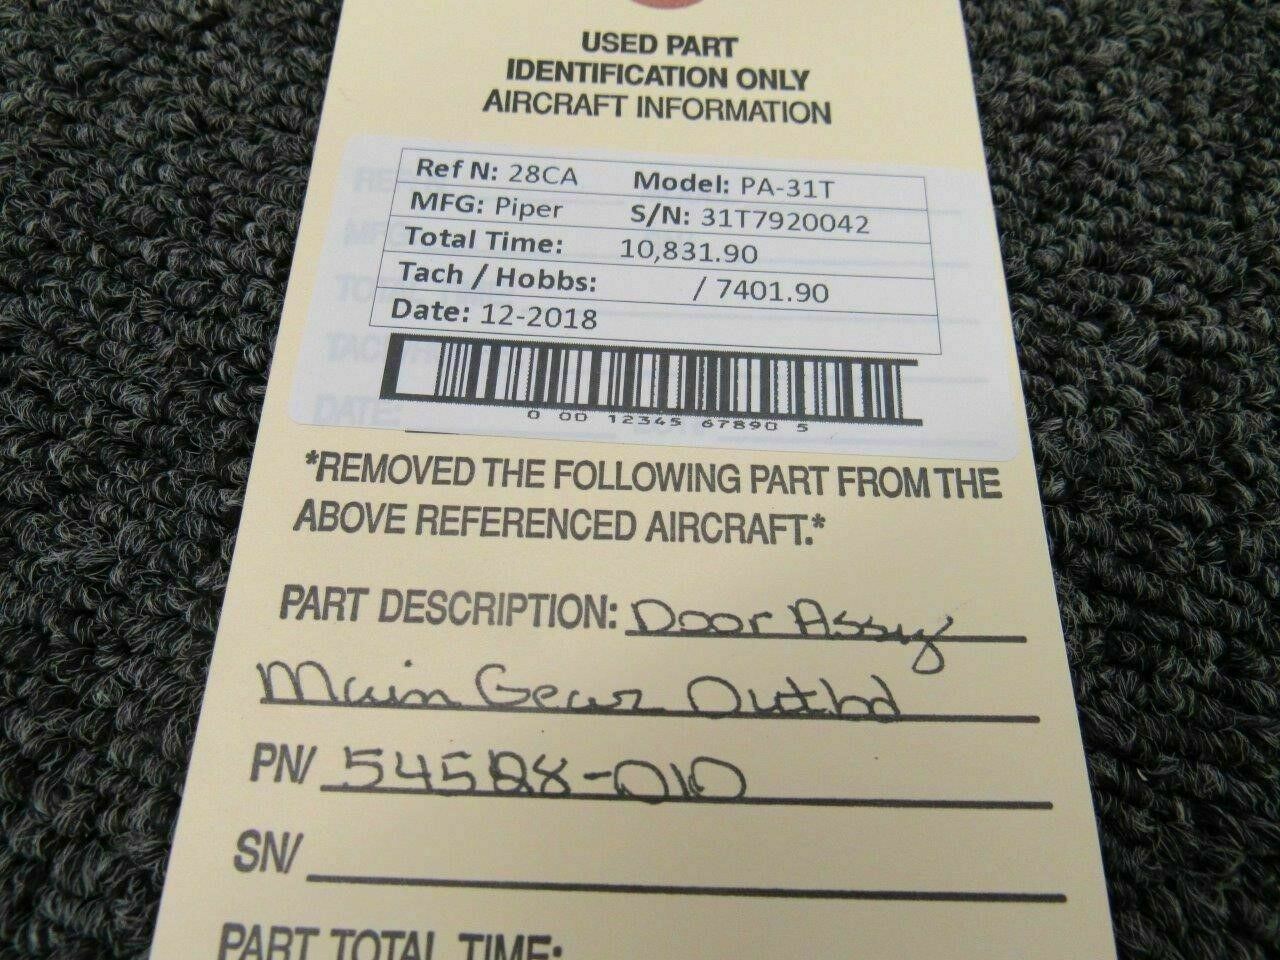 USED PART
IDENTIFICATION ONLY
AIRCRAFT INFORMATION
Ref N: 28CA Model: PA-31T
MFG: Piper S/N: 31T7920042
Total Time: 10,831.90
Tach / Hobbs: / 7401.90
Date: 12-2018
0 00 12345 67890 5
*REMOVED THE FOLLOWING PART FROM THE
ABOVE REFERENCED AIRCRAFT.*
PART DESCRIPTION: Door Assy
Main Gear Outbd
PN/ 54528-010
SN/
PART TOTAL TIME: